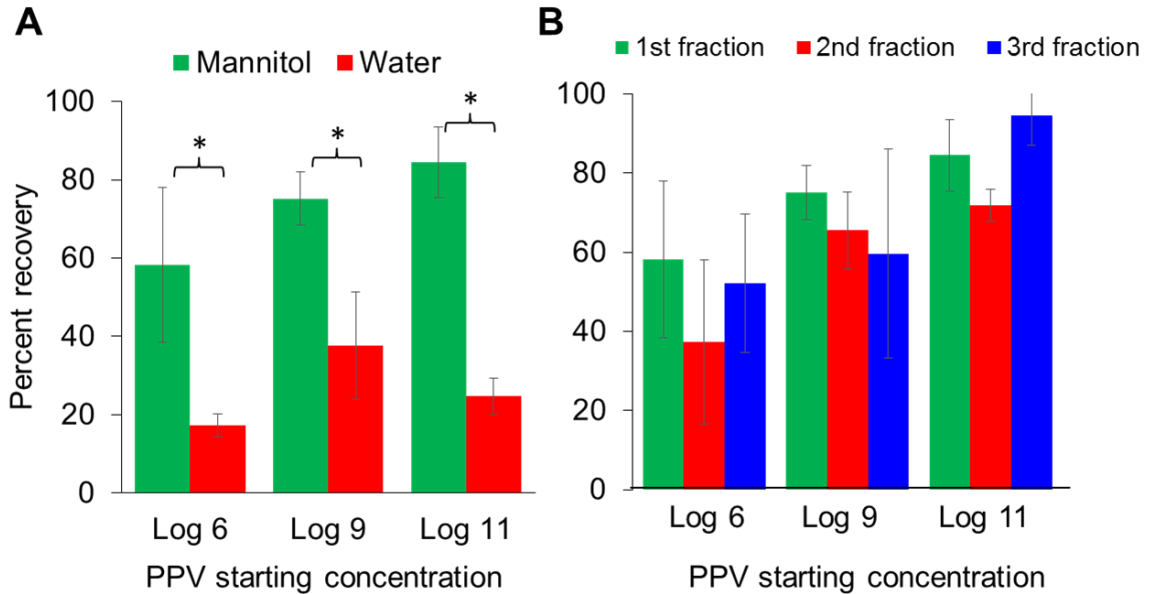 A
Mannitol Water
Percent recovery
100
80
60
40
20
0
*
*
*
Log 6 Log 9 Log 11
PPV starting concentration
B
1st fraction 2nd fraction 3rd fraction
100
80
60
40
20
0
Log 6 Log 9 Log 11
PPV starting concentration